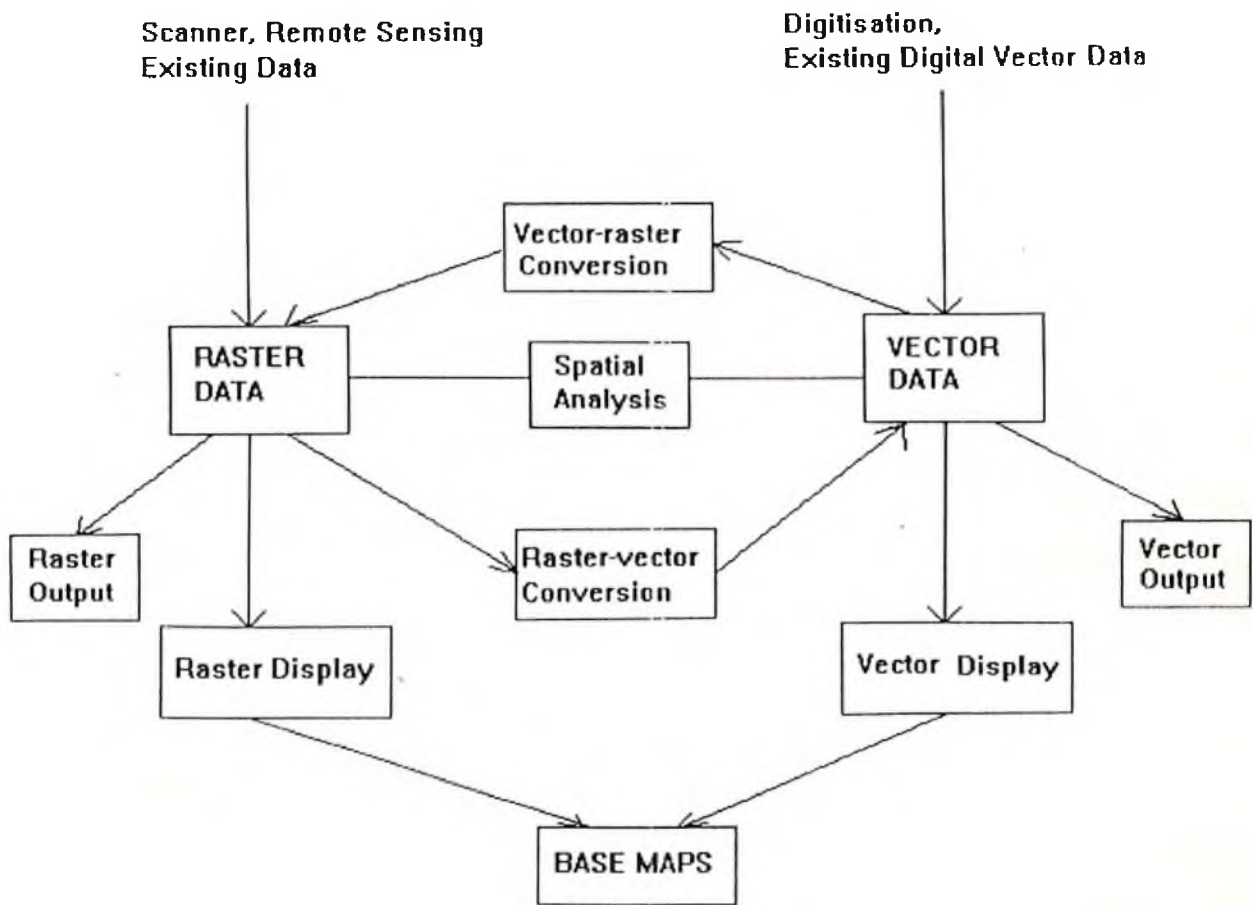 Scanner, Remote Sensing
Existing Data
Digitisation,
Existing Digital Vector Data
Vector-raster
Conversion
RASTER
DATA
Spatial
Analysis
VECTOR
DATA
Raster
Output
Raster-vector
Conversion
Vector
Output
Raster Display
Vector Display
BASE MAPS